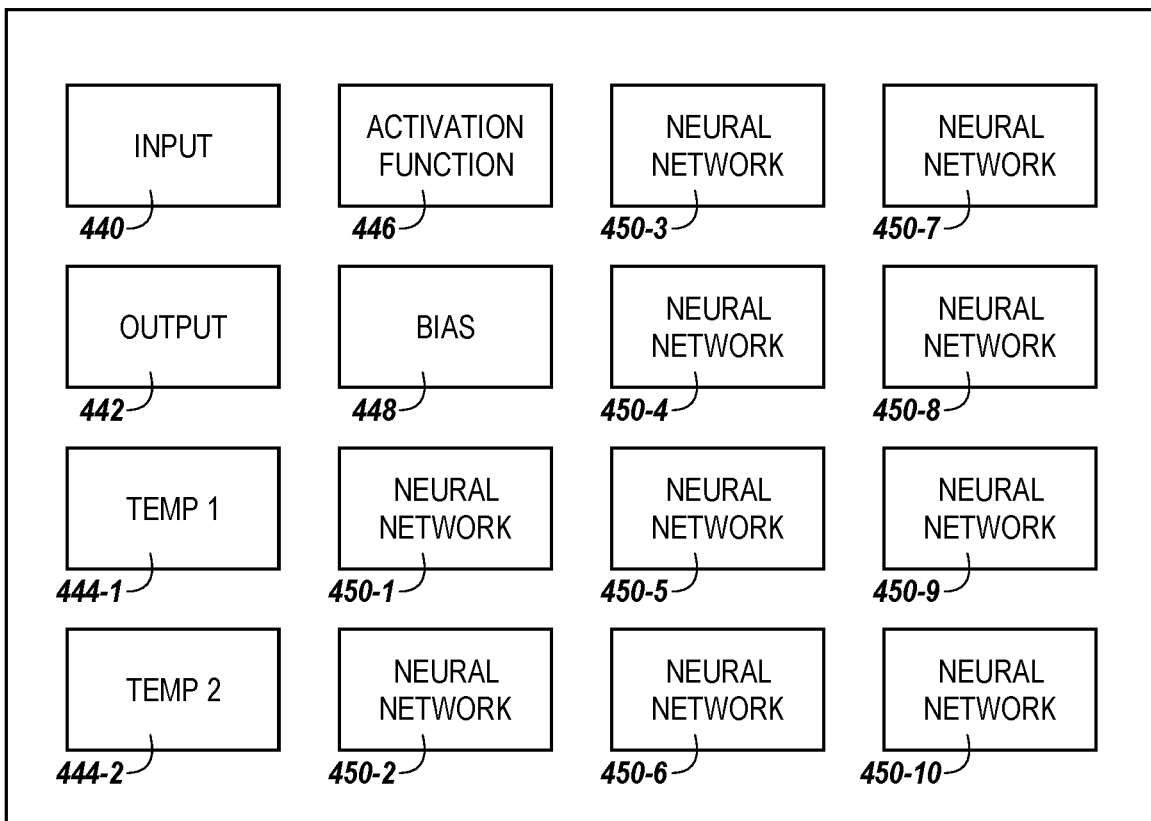 INPUT
440
ACTIVATION
FUNCTION
446
NEURAL
NETWORK
450-3
NEURAL
NETWORK
450-7
OUTPUT
442
BIAS
448
NEURAL
NETWORK
450-4
NEURAL
NETWORK
450-8
TEMP 1
444-1
NEURAL
NETWORK
450-1
NEURAL
NETWORK
450-5
NEURAL
NETWORK
450-9
TEMP 2
444-2
NEURAL
NETWORK
450-2
NEURAL
NETWORK
450-6
NEURAL
NETWORK
450-10